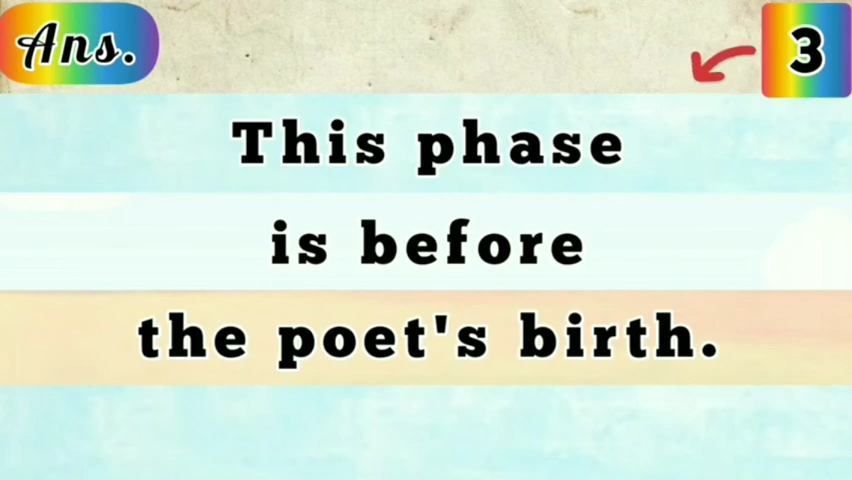 Ans.
3
This phase
is before
the poet's birth.